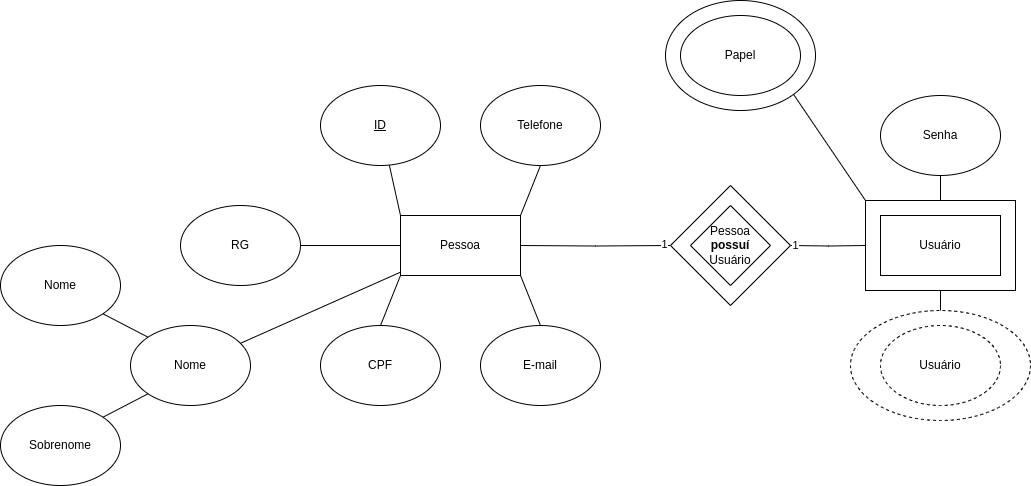 Papel
ID
Telefone
Senha
RG
Pessoa
1
Pessoa
possuí
Usuário
1
Usuário
Nome
Nome
CPF
E-mail
Usuário
Sobrenome